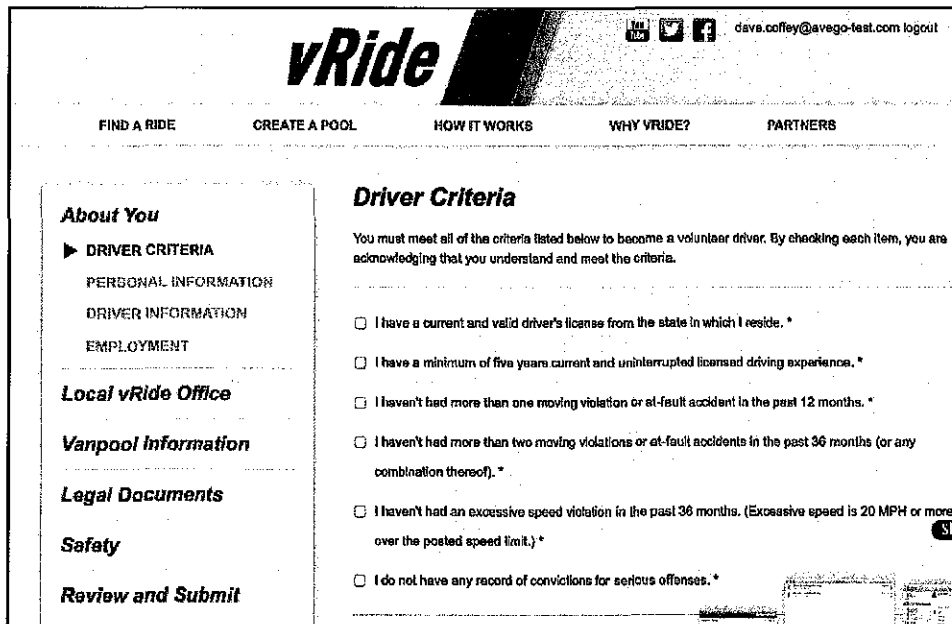 vRide
You Tube
dave.coffey@avego-test.com logout
FIND A RIDE CREATE A POOL HOW IT WORKS WHY VRIDE? PARTNERS
About You
DRIVER CRITERIA
PERSONAL INFORMATION
DRIVER INFORMATION
EMPLOYMENT
Local vRide Office
Vanpool Information
Legal Documents
Safety
Review and Submit
Driver Criteria
You must meet all of the criteria listed below to become a volunteer driver. By checking each item, you are
acknowledging that you understand and meet the criteria.
I have a current and valid driver's license from the state in which I reside. *
I have a minimum of five years current and uninterrupted licensed driving experience. *
I haven't had more than one moving violation or at-fault accident in the past 12 months. *
I haven't had more than two moving violations or at-fault accidents in the past 36 months (or any
combination thereof). *
I haven't had an excessive speed violation in the past 36 months. (Excessive speed is 20 MPH or more
over the posted speed limit.) *
I do not have any record of convictions for serious offenses. *